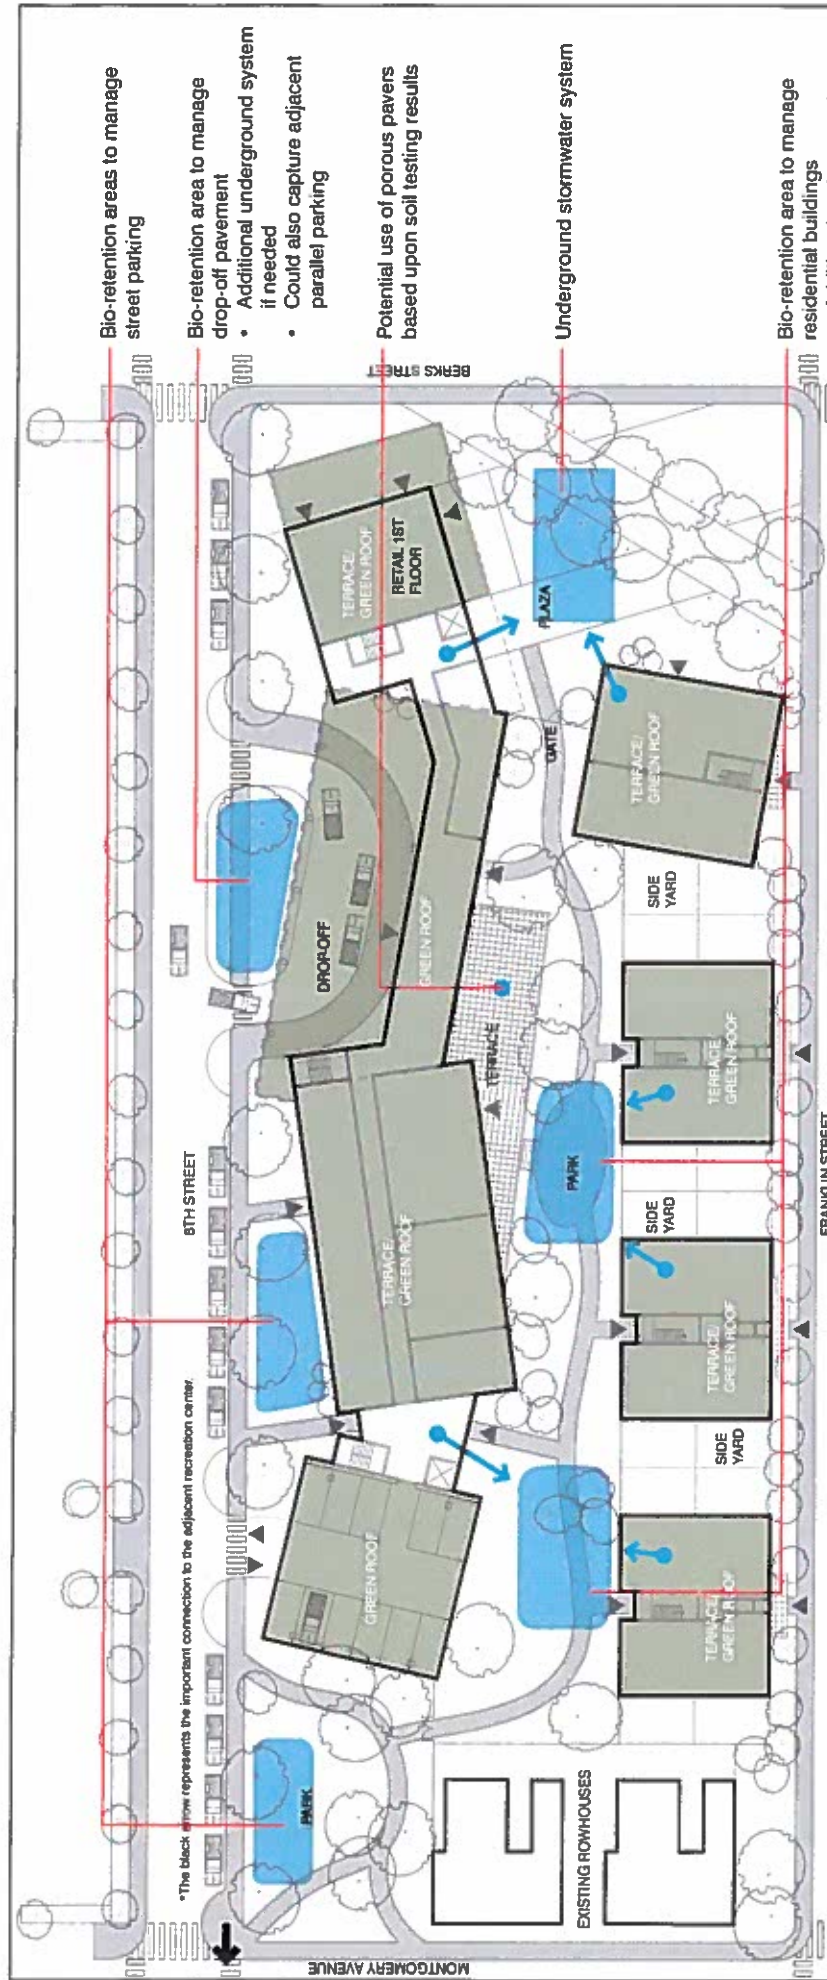 Bio-retention areas to manage
street parking
Bio-retention area to manage
drop-off pavement
• Additional underground system
if needed
• Could also capture adjacent
parallel parking
Potential use of porous pavers
based upon soil testing results
Underground stormwater system
Bio-retention area to manage
residential buildings
BERKS STREET
8TH STREET
*The black arrow represents the important connection to the adjacent recreation center.
MONTGOMERY AVENUE
FRANKLIN STREET
PARK
GREEN ROOF
TERRACE/
GREEN ROOF
DROP-OFF
GREEN ROOF
TERRACE/
GREEN ROOF
RETAIL 1ST
FLOOR
TERRACE
PARK
GATE
PLAZA
EXISTING ROWHOUSES
TERRACE/
GREEN ROOF
SIDE
YARD
TERRACE/
GREEN ROOF
SIDE
YARD
TERRACE/
GREEN ROOF
SIDE
YARD
TERRACE/
GREEN ROOF